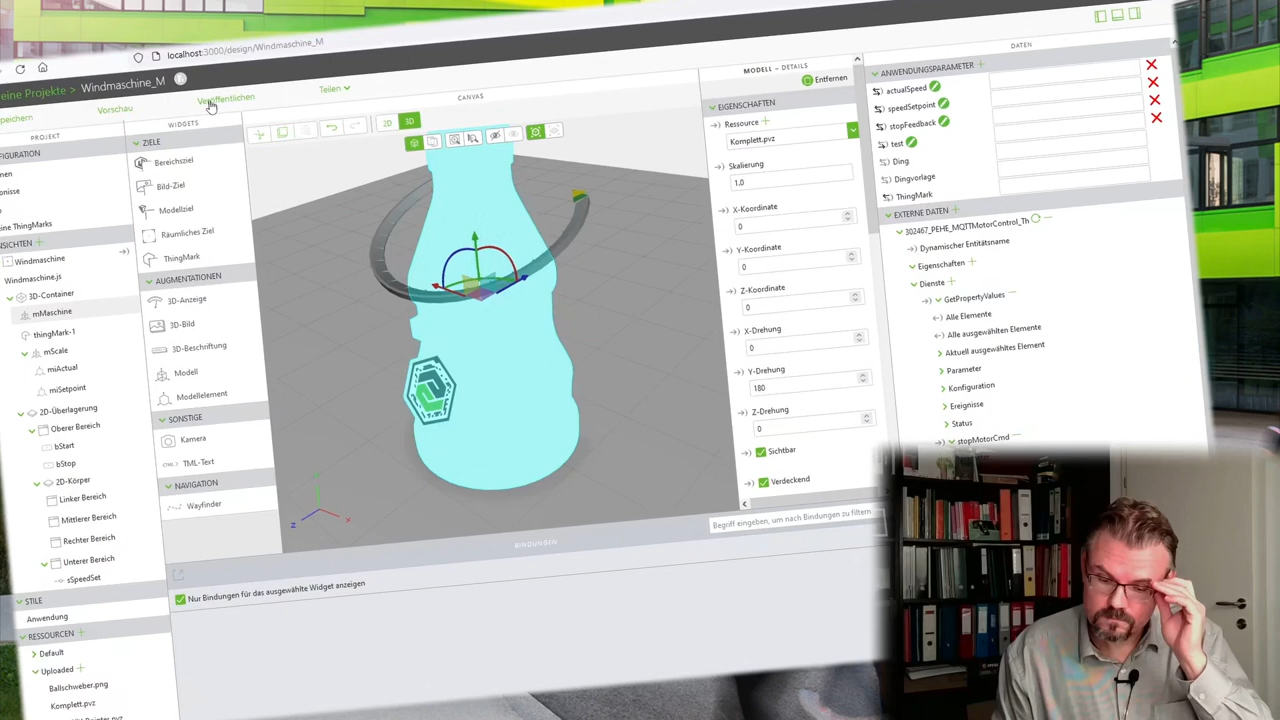 localhost:3000/design/Windmaschine_M
eine Projekte > Windmaschine_M
E
peichern
Vorschau
Veröffentlichen
Teilen
PROJEKT
WIDGETS
CANVAS
MODELL – DETAILS
DATEN
Entfernen
2D
3D
FIGURATION
NSICHTEN
Windmaschine
Windmaschine.js
3D-Container
mMaschine
thingMark-1
mScale
miActual
miSetpoint
2D-Überlagerung
Oberer Bereich
bStart
bStop
2D-Körper
Linker Bereich
Mittlerer Bereich
Rechter Bereich
Unterer Bereich
sSpeedSet
STILE
Anwendung
RESSOURCEN
Default
Uploaded
Ballschweber.png
Komplett.pvz
ZIELE
Bereichsziel
Bild-Ziel
Modellziel
Räumliches Ziel
ThingMark
AUGMENTATIONEN
3D-Anzeige
3D-Bild
3D-Beschriftung
Modell
Modellelement
SONSTIGE
Kamera
TML-Text
NAVIGATION
Wayfinder
Y
Z
X
EIGENSCHAFTEN
Ressource
Komplett.pvz
Skalierung
1.0
X-Koordinate
0
Y-Koordinate
0
Z-Koordinate
0
X-Drehung
0
Y-Drehung
180
Z-Drehung
0
Sichtbar
Verdeckend
ANWENDUNGSPARAMETER
actualSpeed
speedSetpoint
stopFeedback
test
Ding
Dingvorlage
ThingMark
EXTERNE DATEN
302467_PEHE_MQTTMotorControl_Th
Dynamischer Entitätsname
Eigenschaften
Dienste
GetPropertyValues
Alle Elemente
Alle ausgewählten Elemente
Aktuell ausgewähltes Element
Parameter
Konfiguration
Ereignisse
Status
stopMotorCmd
BINDUNGEN
Begriff eingeben, um nach Bindungen zu filtern
Nur Bindungen für das ausgewählte Widget anzeigen